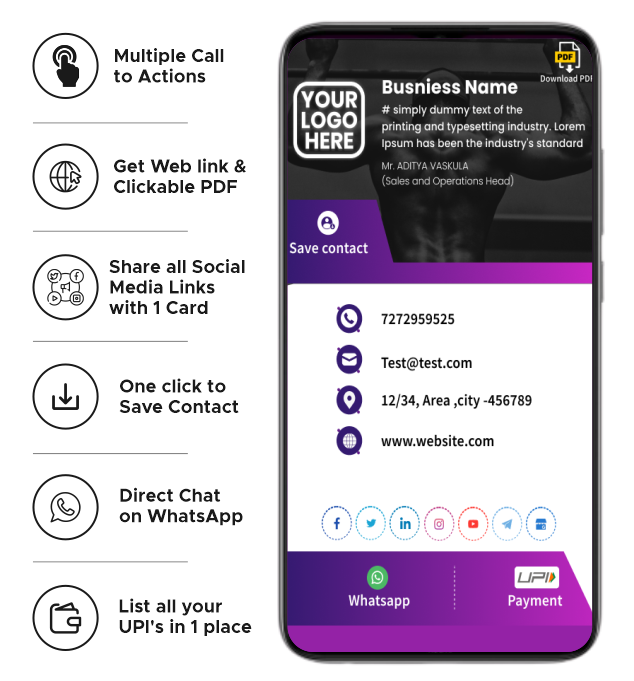 Multiple Call
to Actions
Get Web link &
Clickable PDF
Share all Social
Media Links
with 1 Card
One click to
Save Contact
Direct Chat
on WhatsApp
List all your
UPI's in 1 place
PDF
Download PDF
YOUR
LOGO
HERE
Busniess Name
# simply dummy text of the
printing and typesetting industry. Lorem
Ipsum has been the industry's standard
Mr. ADITYA VASKULA
(Sales and Operations Head)
Save contact
7272959525
Test@test.com
12/34, Area ,city -456789
www.website.com
f
in
Whatsapp
UPI
Payment